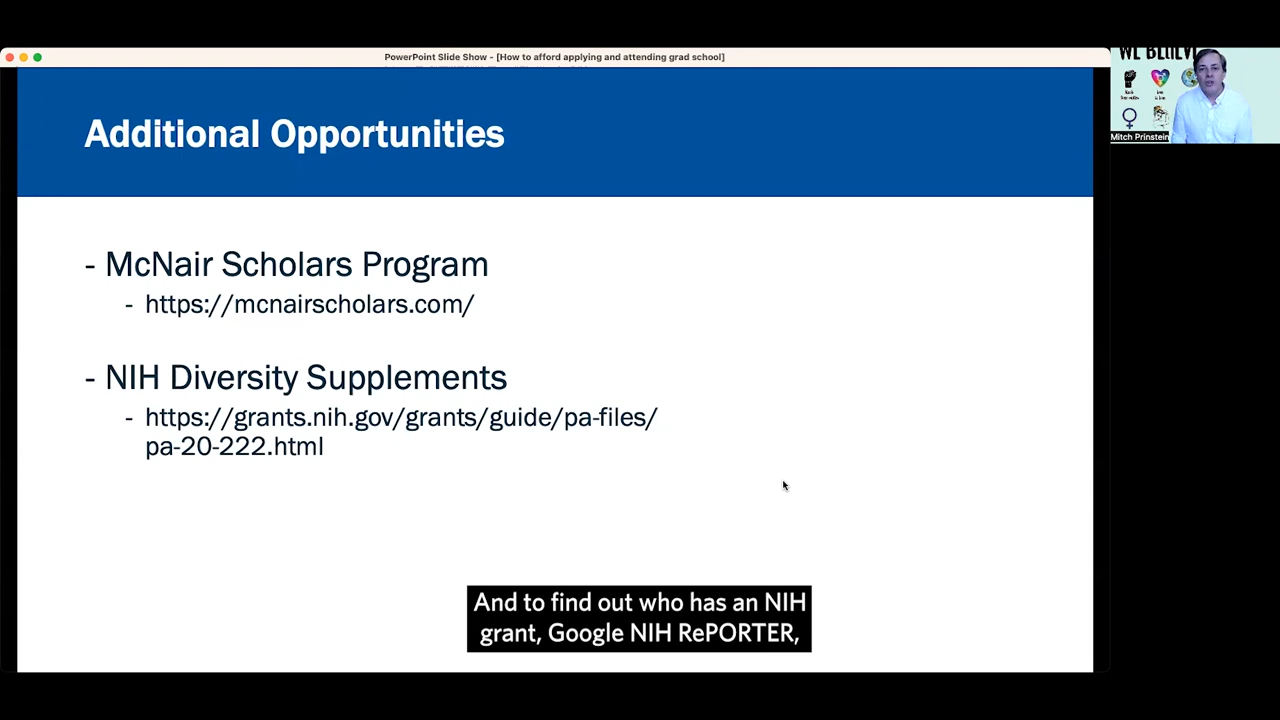 PowerPoint Slide Show - [How to afford applying and attending grad school]
WE BELIEVE
Mitch Prinstein
Additional Opportunities
- McNair Scholars Program
- https://mcnairscholars.com/
- NIH Diversity Supplements
- https://grants.nih.gov/grants/guide/pa-files/
pa-20-222.html
And to find out who has an NIH
grant, Google NIH RePORTER,